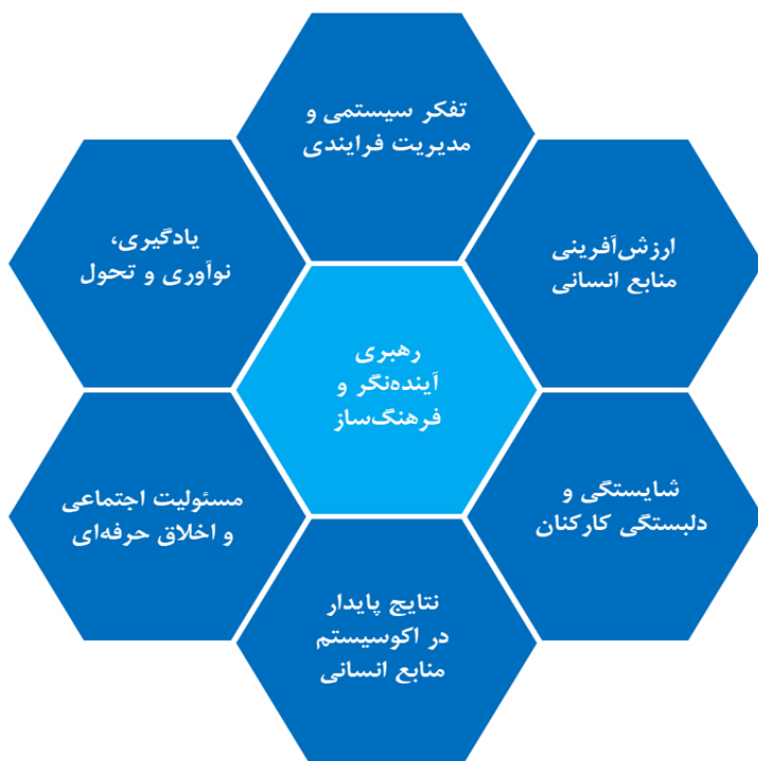 تفکر سیستمی و
مدیریت فرایندی
ارزش‌آفرینی
منابع انسانی
یادگیری،
نوآوری و تحول
رهبری
آینده‌نگر و
فرهنگ‌ساز
شایستگی و
دلبستگی کارکنان
مسئولیت اجتماعی
و اخلاق حرفه‌ای
نتایج پایدار
در اکوسیستم
منابع انسانی